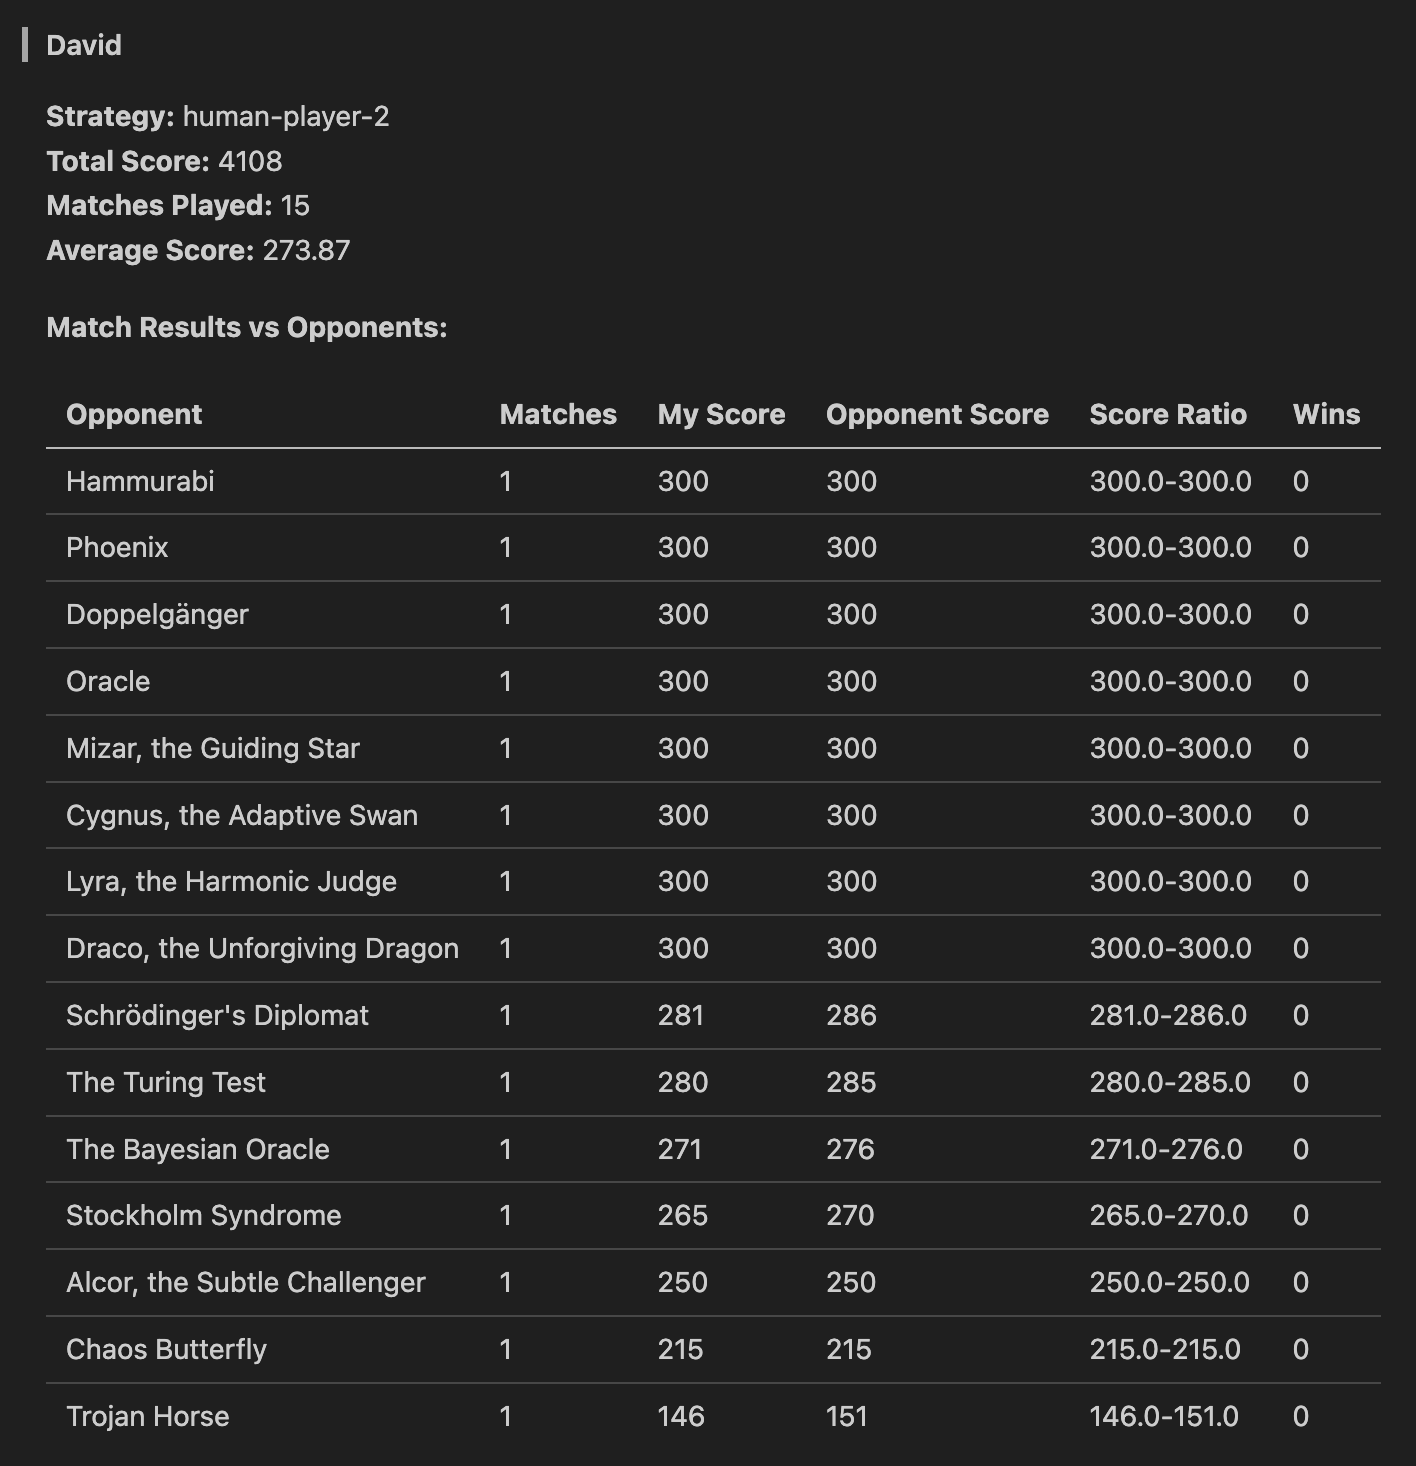 David
Strategy: human-player-2
Total Score: 4108
Matches Played: 15
Average Score: 273.87
Match Results vs Opponents:
Opponent Matches My Score Opponent Score Score Ratio Wins
Hammurabi 1 300 300 300.0-300.0 0
Phoenix 1 300 300 300.0-300.0 0
Doppelgänger 1 300 300 300.0-300.0 0
Oracle 1 300 300 300.0-300.0 0
Mizar, the Guiding Star 1 300 300 300.0-300.0 0
Cygnus, the Adaptive Swan 1 300 300 300.0-300.0 0
Lyra, the Harmonic Judge 1 300 300 300.0-300.0 0
Draco, the Unforgiving Dragon 1 300 300 300.0-300.0 0
Schrödinger's Diplomat 1 281 286 281.0-286.0 0
The Turing Test 1 280 285 280.0-285.0 0
The Bayesian Oracle 1 271 276 271.0-276.0 0
Stockholm Syndrome 1 265 270 265.0-270.0 0
Alcor, the Subtle Challenger 1 250 250 250.0-250.0 0
Chaos Butterfly 1 215 215 215.0-215.0 0
Trojan Horse 1 146 151 146.0-151.0 0